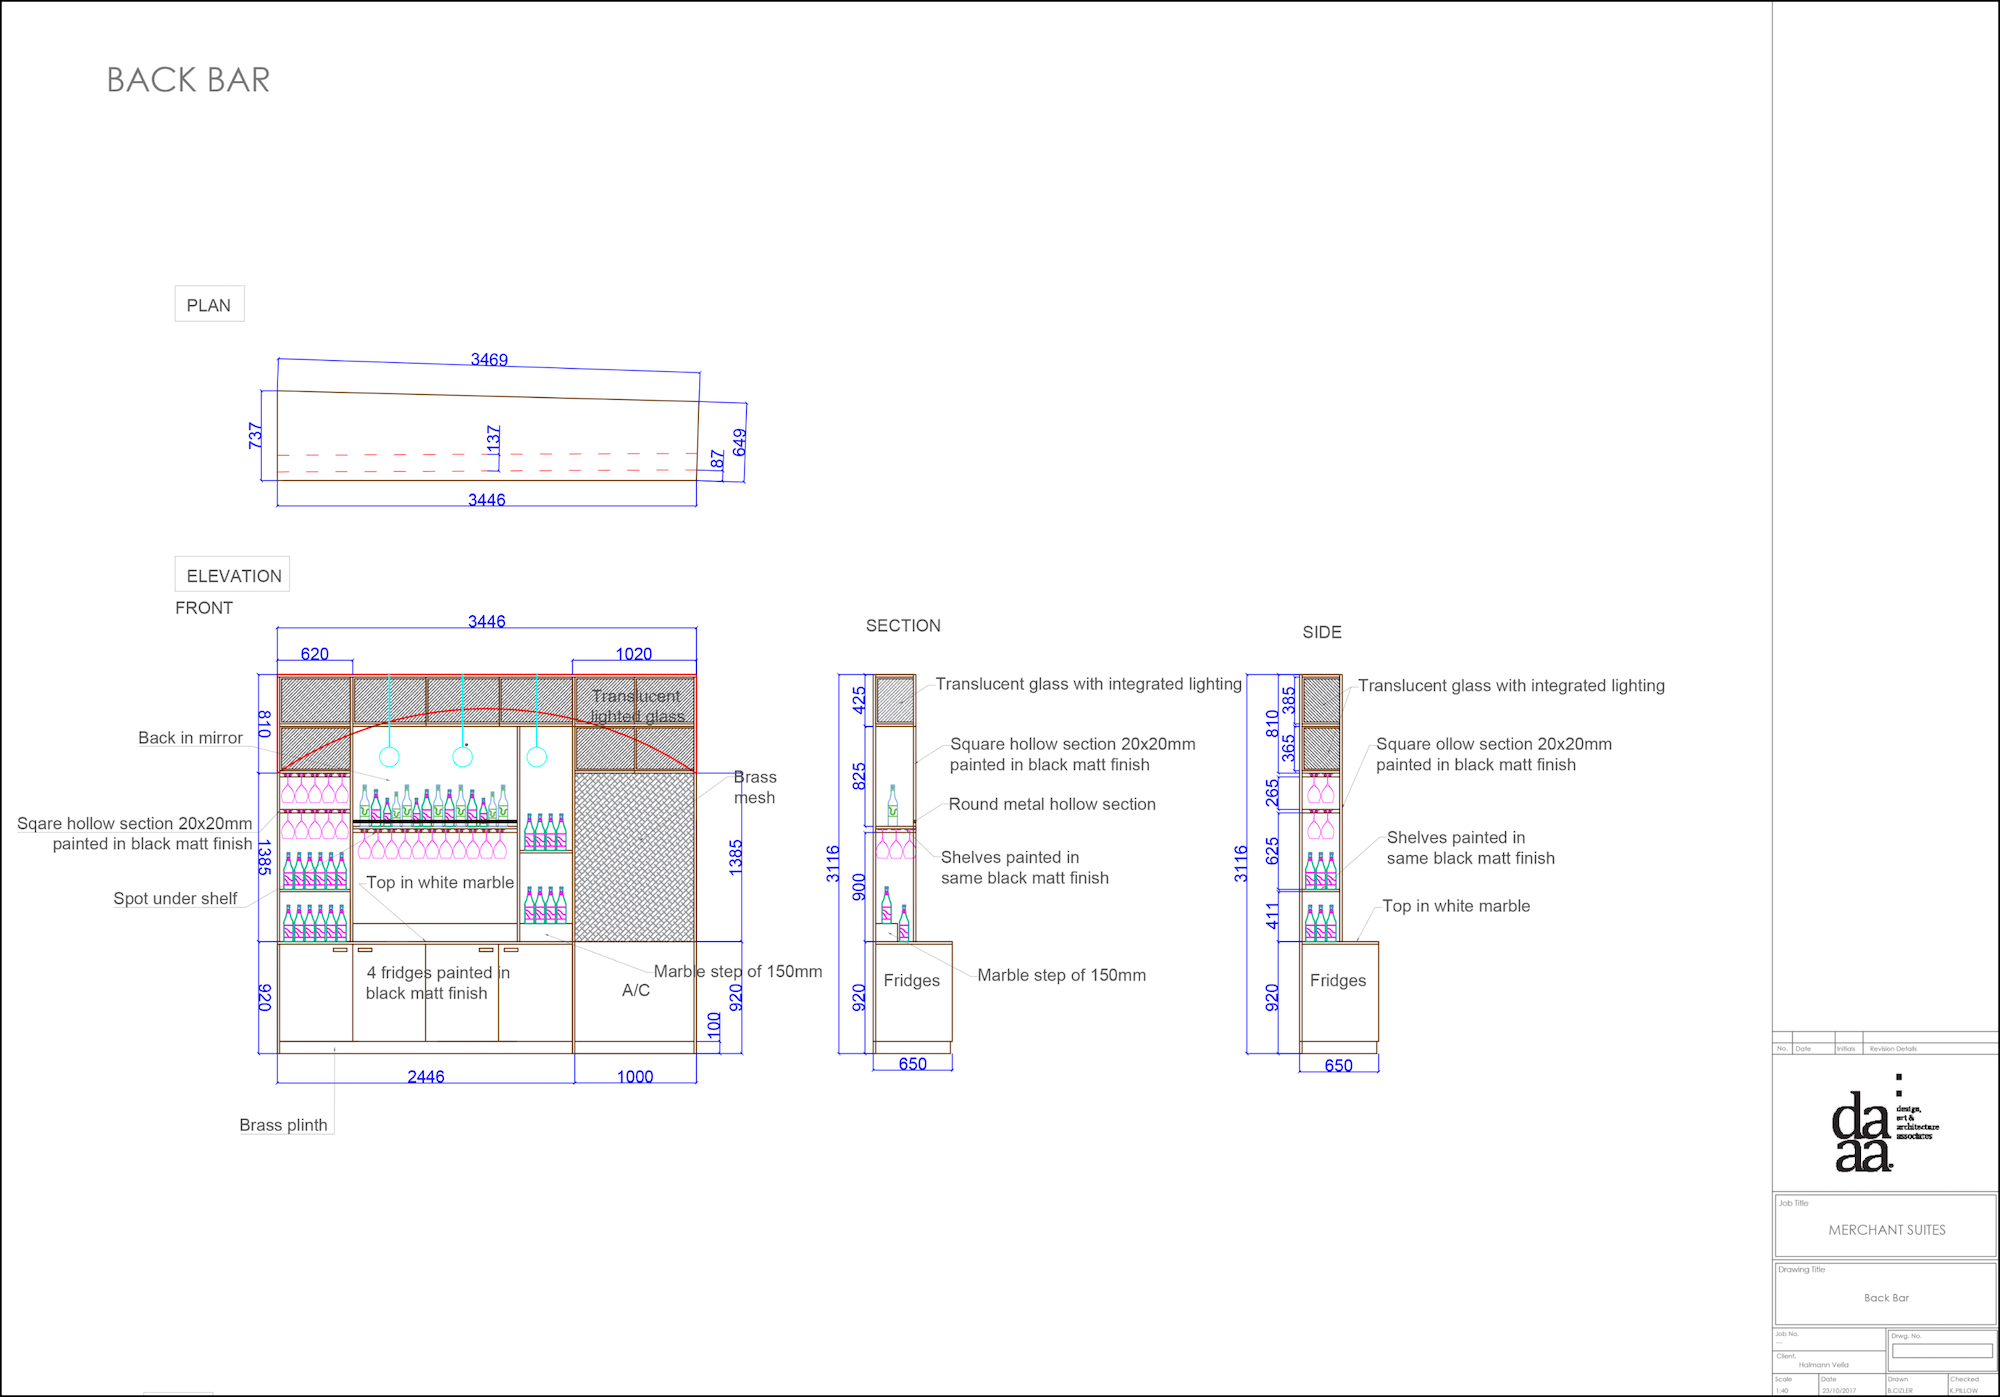 BACK BAR
PLAN
3469
737
137
87
649
3446
ELEVATION
FRONT
3446
620
1020
810
1385
920
Translucent
lighted glass
Back in mirror
Brass
mesh
Sqare hollow section 20x20mm
painted in black matt finish
Spot under shelf
Top in white marble
4 fridges painted in
black matt finish
Marble step of 150mm
A/C
1385
920
100
2446
1000
Brass plinth
SECTION
3116
425
825
900
920
Translucent glass with integrated lighting
Square hollow section 20x20mm
painted in black matt finish
Round metal hollow section
Shelves painted in
same black matt finish
Marble step of 150mm
Fridges
650
SIDE
3116
810
385
365
265
625
411
920
Translucent glass with integrated lighting
Square ollow section 20x20mm
painted in black matt finish
Shelves painted in
same black matt finish
Top in white marble
Fridges
650
No. Date Initials Revision Details
daaa.
design,
art &
architecture
associates
Job Title
MERCHANT SUITES
Drawing Title
Back Bar
Job No.
Drwg. No.
Client.
Halmann Vella
Scale Date Drawn Checked
1:40 23/10/2017 B.CIZLER K.PILLOW